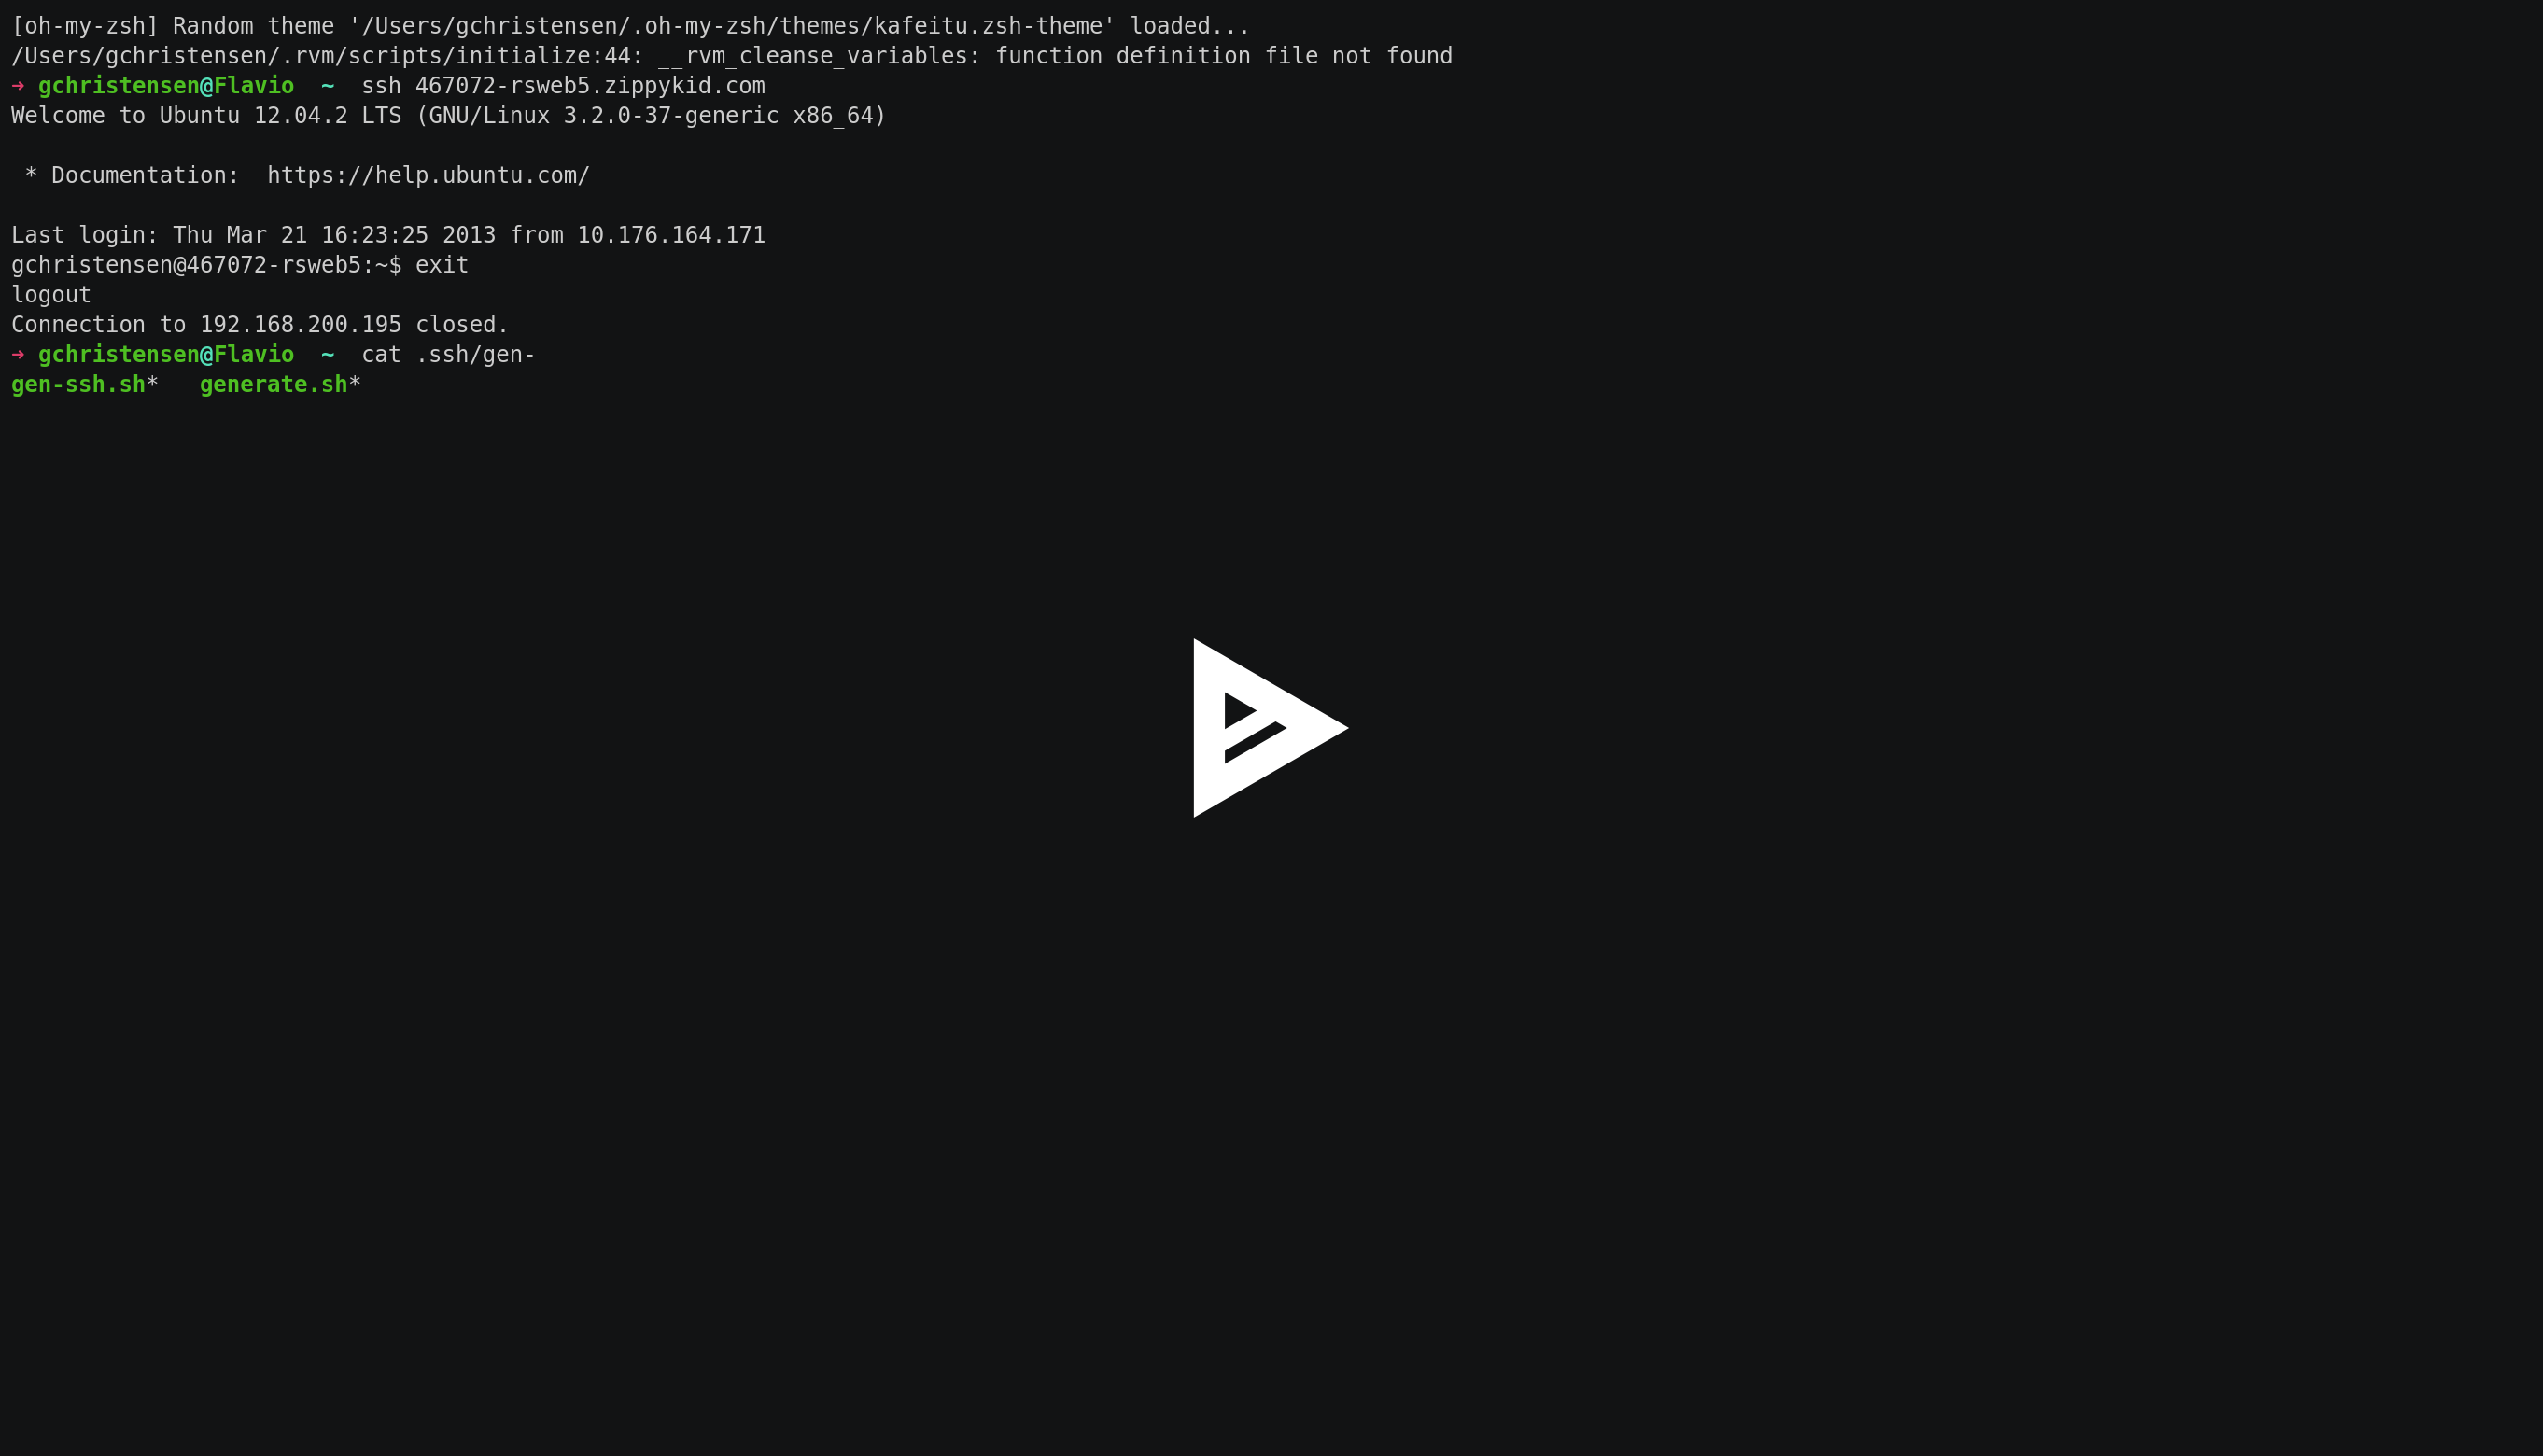 [oh-my-zsh] Random theme '/Users/gchristensen/.oh-my-zsh/themes/kafeitu.zsh-theme' loaded...
/Users/gchristensen/.rvm/scripts/initialize:44: __rvm_cleanse_variables: function definition file not found
➜ gchristensen@Flavio  ~  ssh 467072-rsweb5.zippykid.com
Welcome to Ubuntu 12.04.2 LTS (GNU/Linux 3.2.0-37-generic x86_64)
 * Documentation:  https://help.ubuntu.com/
Last login: Thu Mar 21 16:23:25 2013 from 10.176.164.171
gchristensen@467072-rsweb5:~$ exit
logout
Connection to 192.168.200.195 closed.
➜ gchristensen@Flavio  ~  cat .ssh/gen-
gen-ssh.sh*   generate.sh*